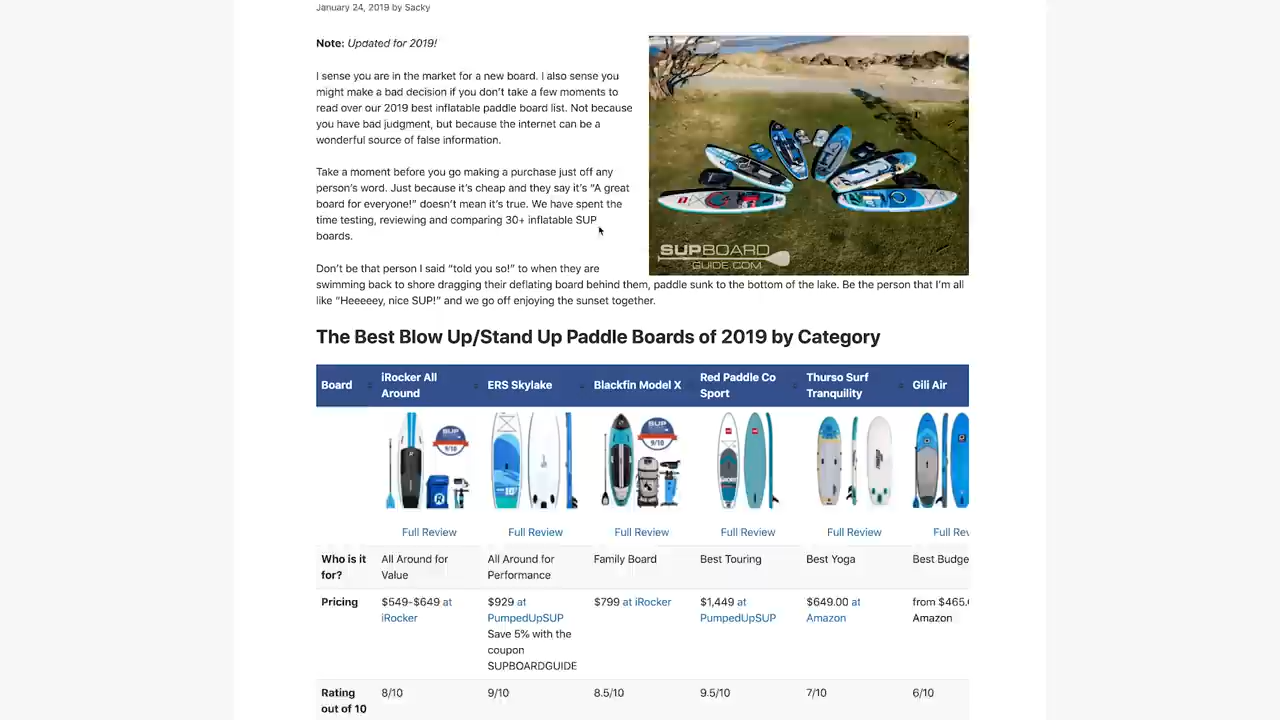 January 24, 2019 by Sacky
Note: Updated for 2019!
I sense you are in the market for a new board. I also sense you
might make a bad decision if you don't take a few moments to
read over our 2019 best inflatable paddle board list. Not because
you have bad judgment, but because the internet can be a
wonderful source of false information.
Take a moment before you go making a purchase just off any
person's word. Just because it's cheap and they say it's "A great
board for everyone!" doesn't mean it's true. We have spent the
time testing, reviewing and comparing 30+ inflatable SUP
boards.
SUPBOARD
GUIDE.COM
Don't be that person I said "told you so!" to when they are
swimming back to shore dragging their deflating board behind them, paddle sunk to the bottom of the lake. Be the person that I'm all
like "Heeeeey, nice SUP!" and we go off enjoying the sunset together.
The Best Blow Up/Stand Up Paddle Boards of 2019 by Category
Board iRocker All Around ERS Skylake Blackfin Model X Red Paddle Co Sport Thurso Surf Tranquility Gili Air
SUP 9/10 SUP 9/10
Full Review Full Review Full Review Full Review Full Review Full Rev
Who is it for? All Around for Value All Around for Performance Family Board Best Touring Best Yoga Best Budge
Pricing $549-$649 at iRocker $929 at PumpedUpSUP Save 5% with the coupon SUPBOARDGUIDE $799 at iRocker $1,449 at PumpedUpSUP $649.00 at Amazon from $465. Amazon
Rating out of 10 8/10 9/10 8.5/10 9.5/10 7/10 6/10